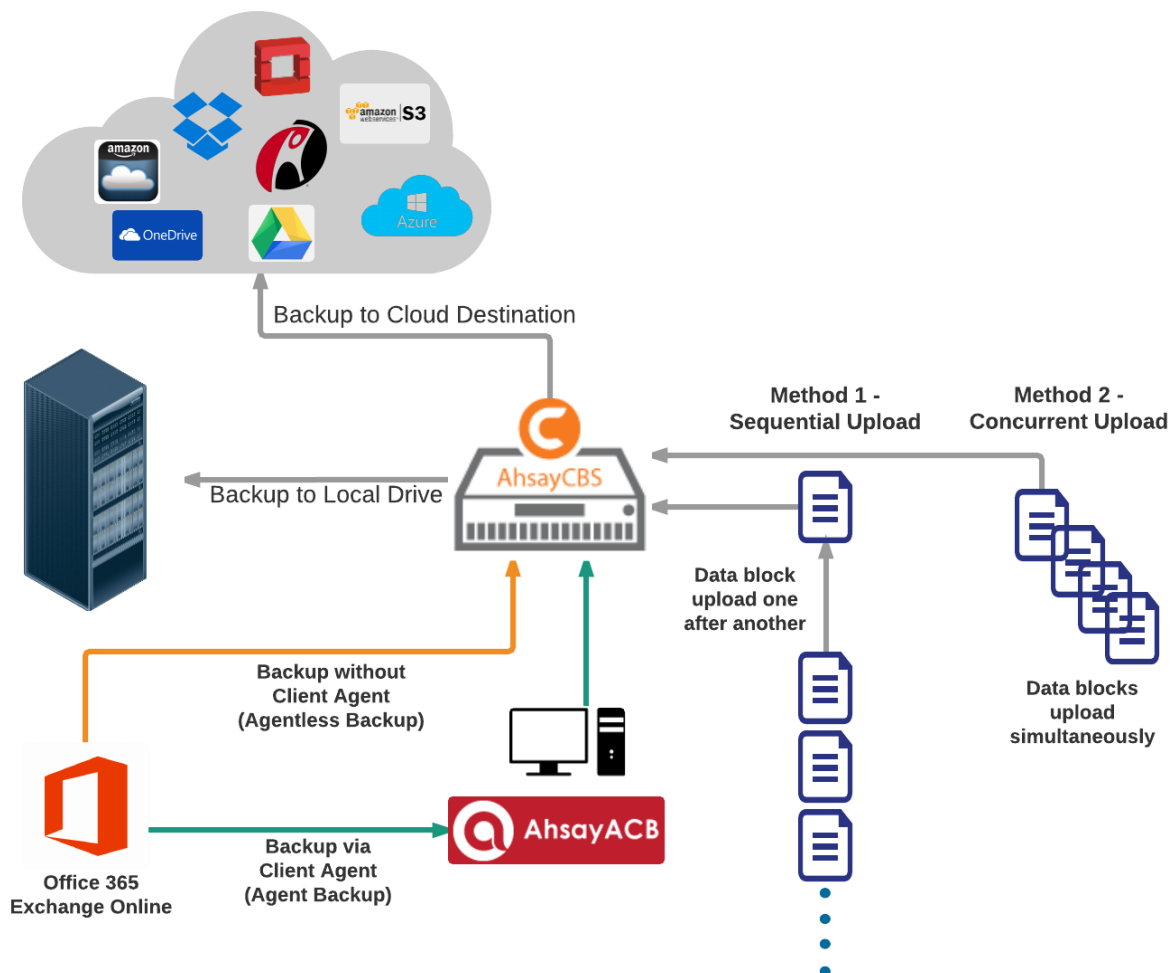 amazon
webservices™ S3
amazon
OneDrive
Azure
Backup to Cloud Destination
Method 1 -
Sequential Upload
Method 2 -
Concurrent Upload
AhsayCBS
Backup to Local Drive
Data block
upload one
after another
Backup without
Client Agent
(Agentless Backup)
Data blocks
upload
simultaneously
AhsayACB
Backup via
Client Agent
(Agent Backup)
Office 365
Exchange Online